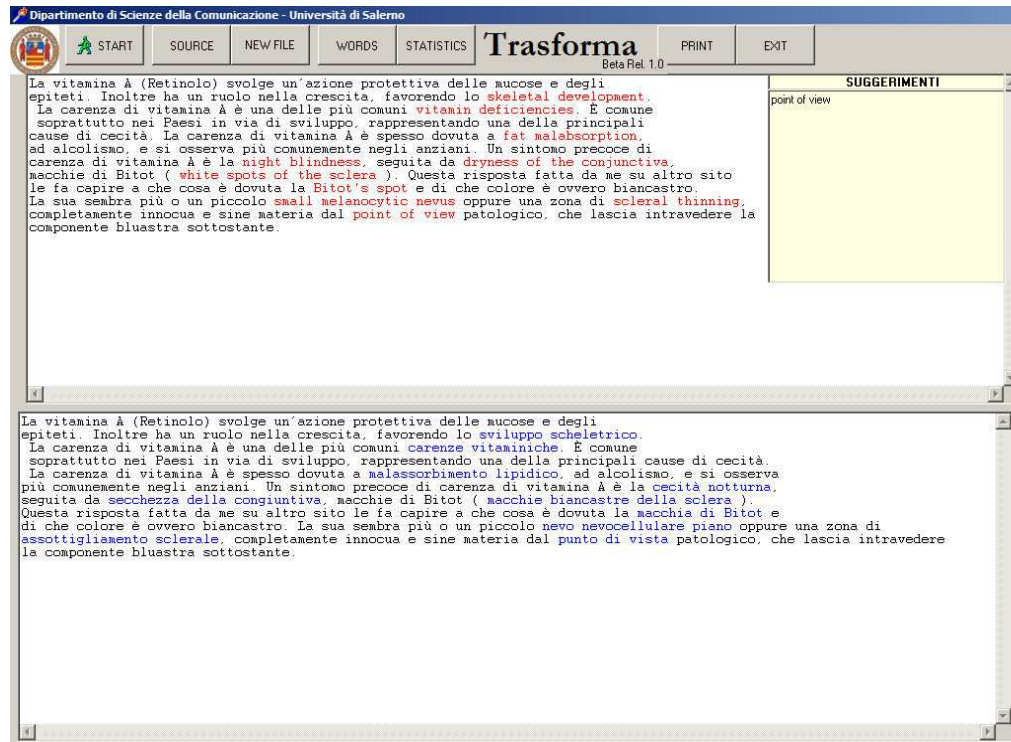 Dipartimento di Scienze della Comunicazione - Università di Salerno
START SOURCE NEW FILE WORDS STATISTICS Trasforma PRINT EXIT
Beta Rel. 1.0
La vitamina A (Retinolo) svolge un´azione protettiva delle mucose e degli
epiteti. Inoltre ha un ruolo nella crescita, favorendo lo skeletal development.
La carenza di vitamina A è una delle più comuni vitamin deficiencies. È comune
soprattutto nei Paesi in via di sviluppo, rappresentando una della principali
cause di cecità. La carenza di vitamina A è spesso dovuta a fat malabsorption,
ad alcolismo, e si osserva più comunemente negli anziani. Un sintomo precoce di
carenza di vitamina A è la night blindness, seguita da dryness of the conjunctiva,
macchie di Bitot ( white spots of the sclera ). Questa risposta fatta da me su altro sito
le fa capire a che cosa è dovuta la Bitot's spot e di che colore è ovvero biancastro.
La sua sembra più o un piccolo small melanocytic nevus oppure una zona di scleral thinning,
completamente innocua e sine materia dal point of view patologico, che lascia intravedere la
componente bluastra sottostante.
SUGGERIMENTI
point of view
La vitamina A (Retinolo) svolge un´azione protettiva delle mucose e degli
epiteti. Inoltre ha un ruolo nella crescita, favorendo lo sviluppo scheletrico.
La carenza di vitamina A è una delle più comuni carenze vitaminiche. È comune
soprattutto nei Paesi in via di sviluppo, rappresentando una della principali cause di cecità.
La carenza di vitamina A è spesso dovuta a malassorbimento lipidico, ad alcolismo, e si osserva
più comunemente negli anziani. Un sintomo precoce di carenza di vitamina A è la cecità notturna,
seguita da secchezza della congiuntiva, macchie di Bitot ( macchie biancastre della sclera ).
Questa risposta fatta da me su altro sito le fa capire a che cosa è dovuta la macchia di Bitot e
di che colore è ovvero biancastro. La sua sembra più o un piccolo nevo nevocellulare piano oppure una zona di
assottigliamento sclerale, completamente innocua e sine materia dal punto di vista patologico, che lascia intravedere
la componente bluastra sottostante.